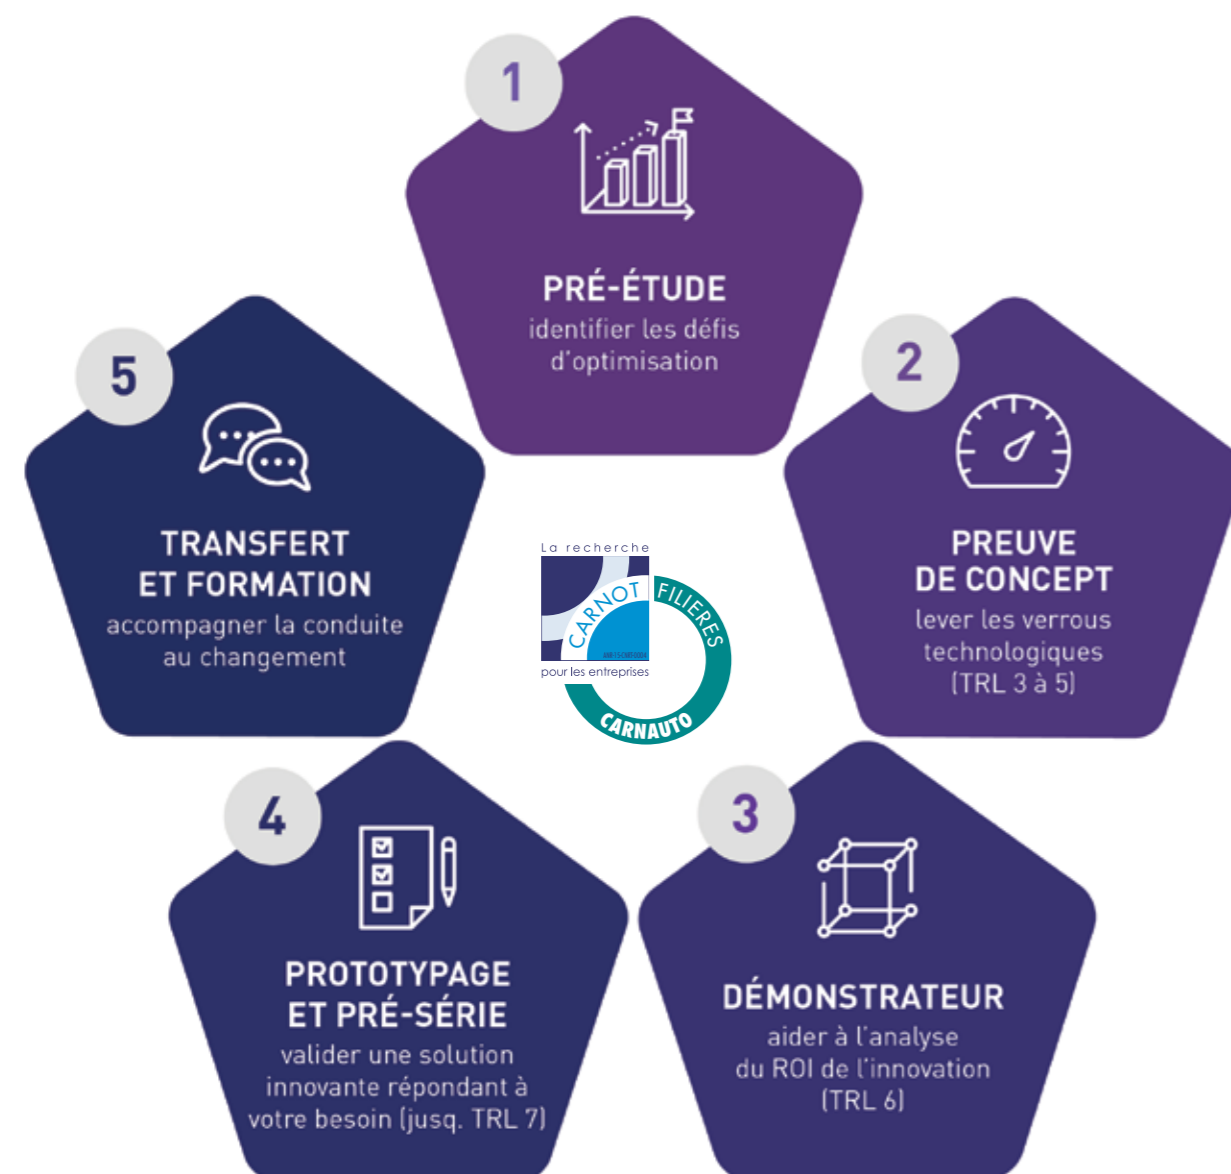 1
PRÉ-ÉTUDE
identifier les défis
d'optimisation
2
PREUVE
DE CONCEPT
lever les verrous
technologiques
(TRL 3 à 5)
3
DÉMONSTRATEUR
aider à l'analyse
du ROI de l'innovation
(TRL 6)
4
PROTOTYPAGE
ET PRÉ-SÉRIE
valider une solution
innovante répondant à
votre besoin (jusq. TRL 7)
5
TRANSFERT
ET FORMATION
accompagner la conduite
au changement
La recherche
CARNOT
FILIERES
pour les entreprises
CARNAUTO